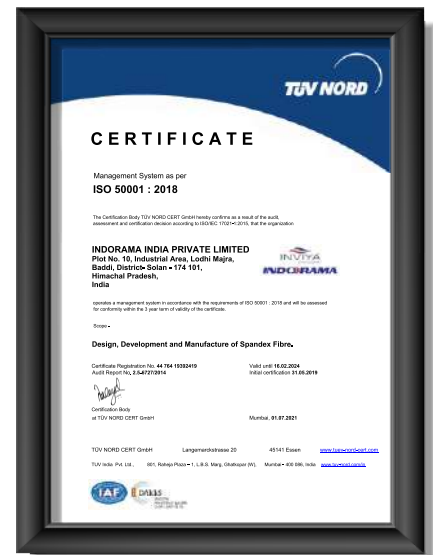 TÜV NORD
CERTIFICATE
Management System as per
ISO 50001 : 2018
The Certification Body TÜV NORD CERT GmbH hereby confirms as a result of the audit,
assessment and certification decision according to ISO/IEC 17021-1:2015, that the organization
INDORAMA INDIA PRIVATE LIMITED
Plot No. 10, Industrial Area, Lodhi Majra,
Baddi, District- Solan - 174 101,
Himachal Pradesh,
India
INVIYA
INDORAMA
operates a management system in accordance with the requirements of ISO 50001 : 2018 and will be assessed
for conformity within the 3 year term of validity of the certificate.
Scope -
Design, Development and Manufacture of Spandex Fibre.
Certificate Registration No. 44 764 19392419 Valid until 16.02.2024
Audit Report No. 2.5-6727/2014 Initial certification 31.05.2019
Certification Body
at TÜV NORD CERT GmbH Mumbai, 01.07.2021
TÜV NORD CERT GmbH Langemarckstrasse 20 45141 Essen www.tuev-nord-cert.com
TUV India Pvt. Ltd., 801, Raheja Plaza - 1, L.B.S. Marg, Ghatkopar (W), Mumbai - 400 086, India www.tuv-nord.com/in
IAF
DAkkS